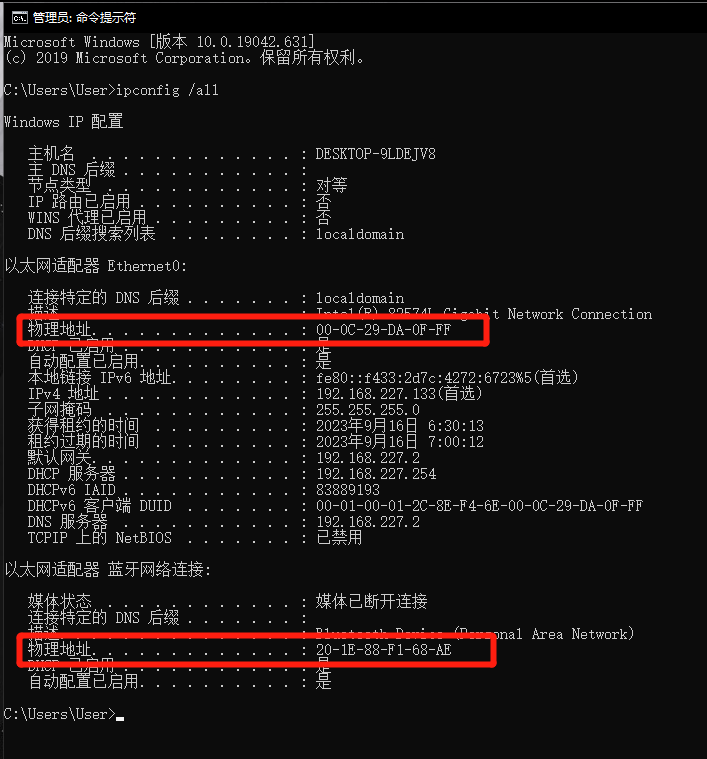 管理员: 命令提示符
Microsoft Windows [版本 10.0.19042.631]
(c) 2019 Microsoft Corporation。保留所有权利。
C:\Users\User>ipconfig /all
Windows IP 配置
主机名 . . . . . . . . . . . . . : DESKTOP-9LDEJV8
主 DNS 后缀 . . . . . . . . . . . :
节点类型 . . . . . . . . . . . . : 对等
IP 路由已启用 . . . . . . . . . . : 否
WINS 代理已启用 . . . . . . . . . : 否
DNS 后缀搜索列表 . . . . . . . . : localdomain
以太网适配器 Ethernet0:
连接特定的 DNS 后缀 . . . . . . . : localdomain
描述. . . . . . . . . . . . . . . : Intel(R) 82574L Gigabit Network Connection
物理地址. . . . . . . . . . . . . : 00-0C-29-DA-0F-FF
DHCP 已启用 . . . . . . . . . . . : 是
自动配置已启用. . . . . . . . . . : 是
本地链接 IPv6 地址. . . . . . . . : fe80::f433:2d7c:4272:6723%5(首选)
IPv4 地址 . . . . . . . . . . . . : 192.168.227.133(首选)
子网掩码 . . . . . . . . . . . . : 255.255.255.0
获得租约的时间 . . . . . . . . . : 2023年9月16日 6:30:13
租约过期的时间 . . . . . . . . . : 2023年9月16日 7:00:12
默认网关. . . . . . . . . . . . . : 192.168.227.2
DHCP 服务器 . . . . . . . . . . . : 192.168.227.254
DHCPv6 IAID . . . . . . . . . . . : 83889193
DHCPv6 客户端 DUID . . . . . . . : 00-01-00-01-2C-8E-F4-6E-00-0C-29-DA-0F-FF
DNS 服务器 . . . . . . . . . . . : 192.168.227.2
TCPIP 上的 NetBIOS . . . . . . . : 已禁用
以太网适配器 蓝牙网络连接:
媒体状态 . . . . . . . . . . . . : 媒体已断开连接
连接特定的 DNS 后缀 . . . . . . . :
描述. . . . . . . . . . . . . . . : Bluetooth Device (Personal Area Network)
物理地址. . . . . . . . . . . . . : 20-1E-88-F1-68-AE
DHCP 已启用 . . . . . . . . . . . : 是
自动配置已启用. . . . . . . . . . : 是
C:\Users\User>